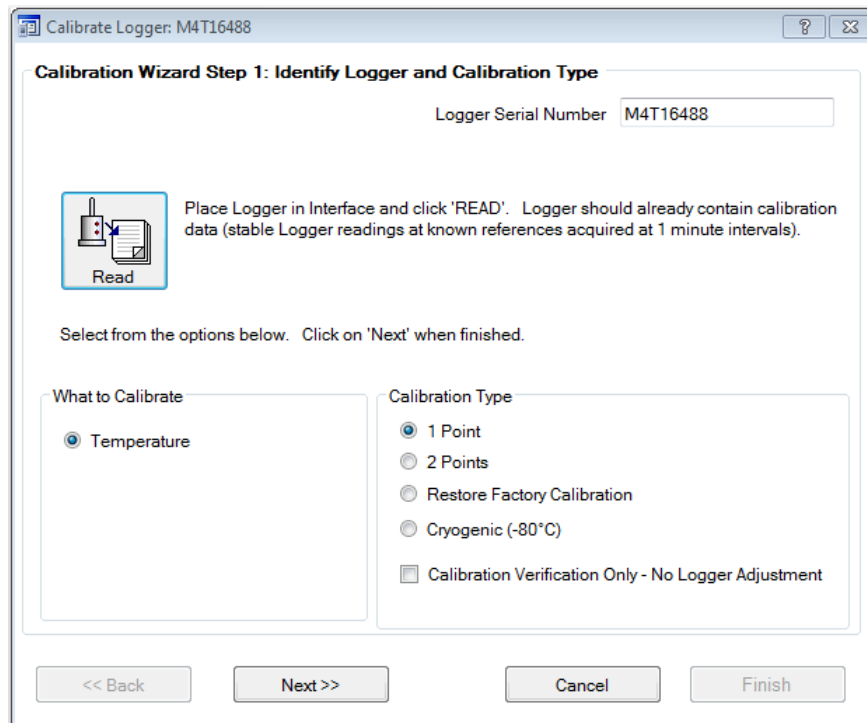 Calibrate Logger: M4T16488
Calibration Wizard Step 1: Identify Logger and Calibration Type
Logger Serial Number M4T16488
Place Logger in Interface and click 'READ'. Logger should already contain calibration
data (stable Logger readings at known references acquired at 1 minute intervals).
Read
Select from the options below. Click on 'Next' when finished.
What to Calibrate
Temperature
Calibration Type
1 Point
2 Points
Restore Factory Calibration
Cryogenic (-80°C)
Calibration Verification Only - No Logger Adjustment
<< Back
Next >>
Cancel
Finish